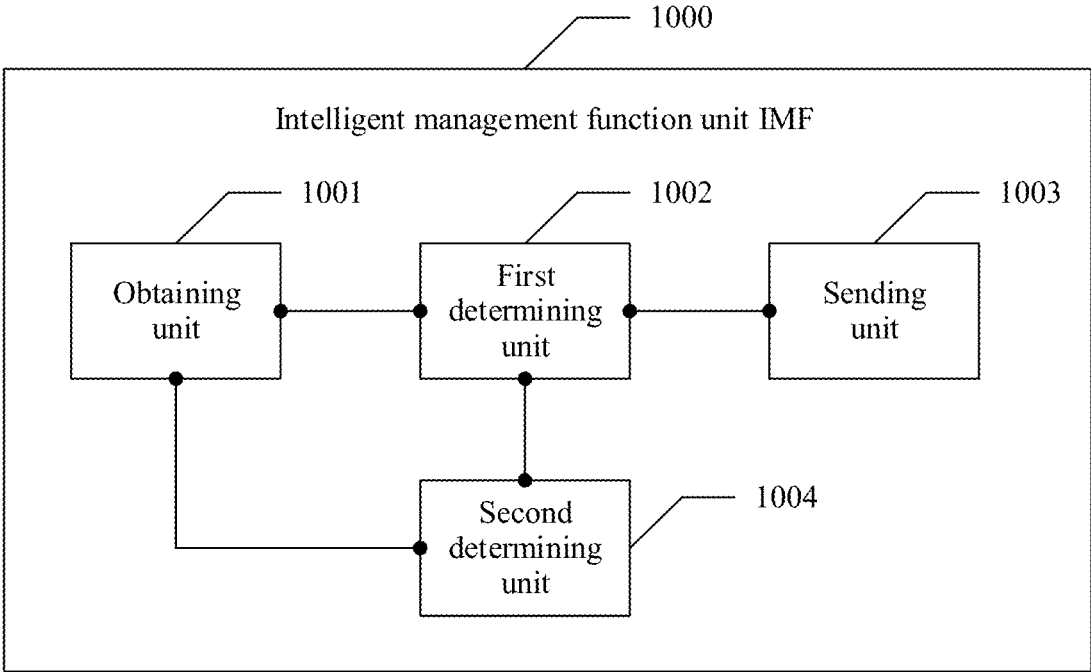 1000
Intelligent management function unit IMF
1001
1002
1003
Obtaining
unit
First
determining
unit
Sending
unit
Second
determining
unit
1004